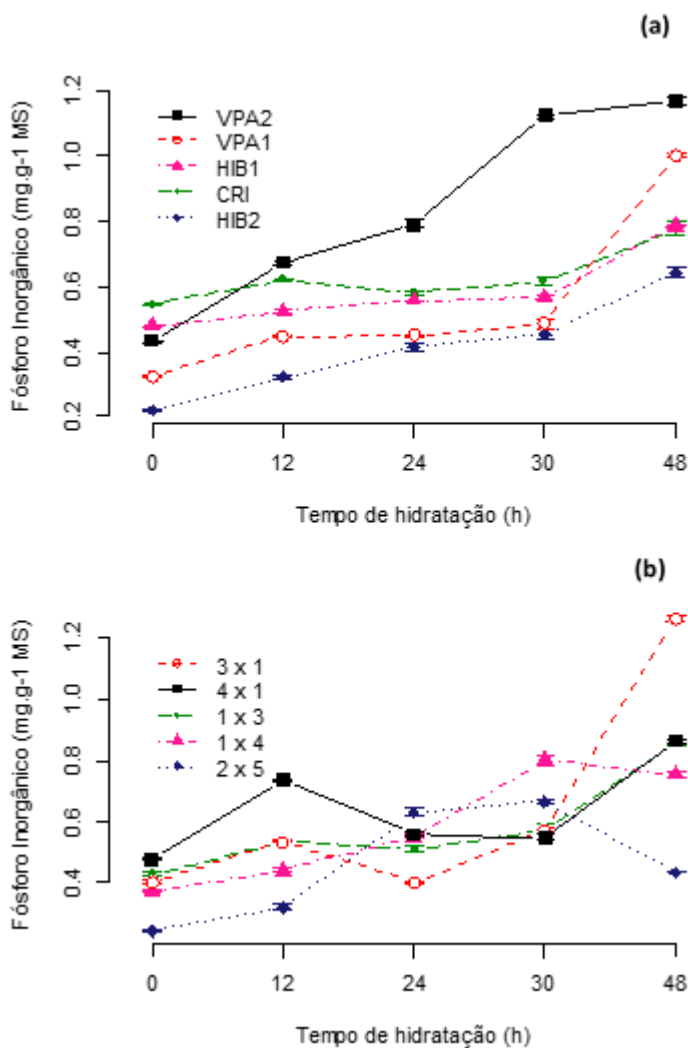 (a)
Fósforo Inorgânico (mg.g-1 MS)
1.2
1.0
0.8
0.6
0.4
0.2
VPA2
VPA1
HIB1
CRI
HIB2
0 12 24 30 48
Tempo de hidratação (h)
(b)
Fósforo Inorgânico (mg.g-1 MS)
1.2
1.0
0.8
0.6
0.4
3 x 1
4 x 1
1 x 3
1 x 4
2 x 5
0 12 24 30 48
Tempo de hidratação (h)